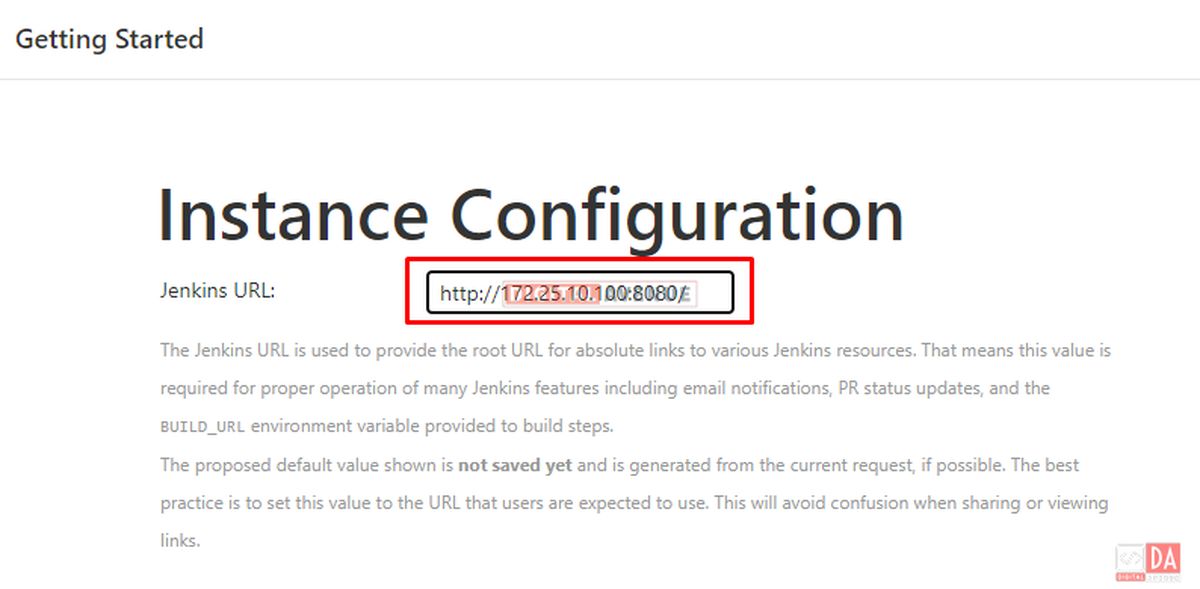 Getting Started
Instance Configuration
Jenkins URL:
http://172.25.10.100:8080/
The Jenkins URL is used to provide the root URL for absolute links to various Jenkins resources. That means this value is
required for proper operation of many Jenkins features including email notifications, PR status updates, and the
BUILD_URL environment variable provided to build steps.
The proposed default value shown is not saved yet and is generated from the current request, if possible. The best
practice is to set this value to the URL that users are expected to use. This will avoid confusion when sharing or viewing
links.
DA
DIGITAL